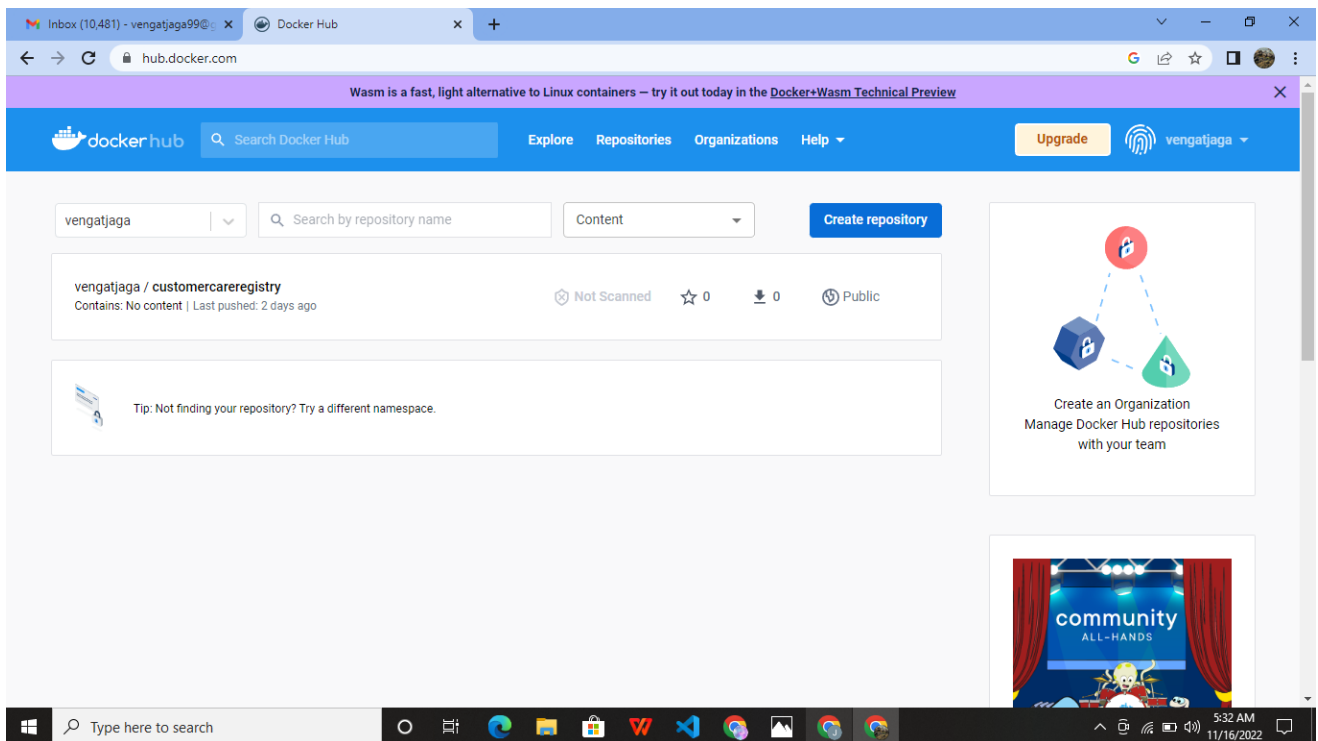 Inbox (10,481) - vengatjaga99@g
Docker Hub
hub.docker.com
Wasm is a fast, light alternative to Linux containers — try it out today in the Docker+Wasm Technical Preview
dockerhub
Search Docker Hub
Explore
Repositories
Organizations
Help
Upgrade
vengatjaga
vengatjaga
Search by repository name
Content
Create repository
vengatjaga / customercareregistry
Contains: No content | Last pushed: 2 days ago
Not Scanned
0
0
Public
Tip: Not finding your repository? Try a different namespace.
Create an Organization
Manage Docker Hub repositories
with your team
community
ALL-HANDS
Type here to search
5:32 AM
11/16/2022